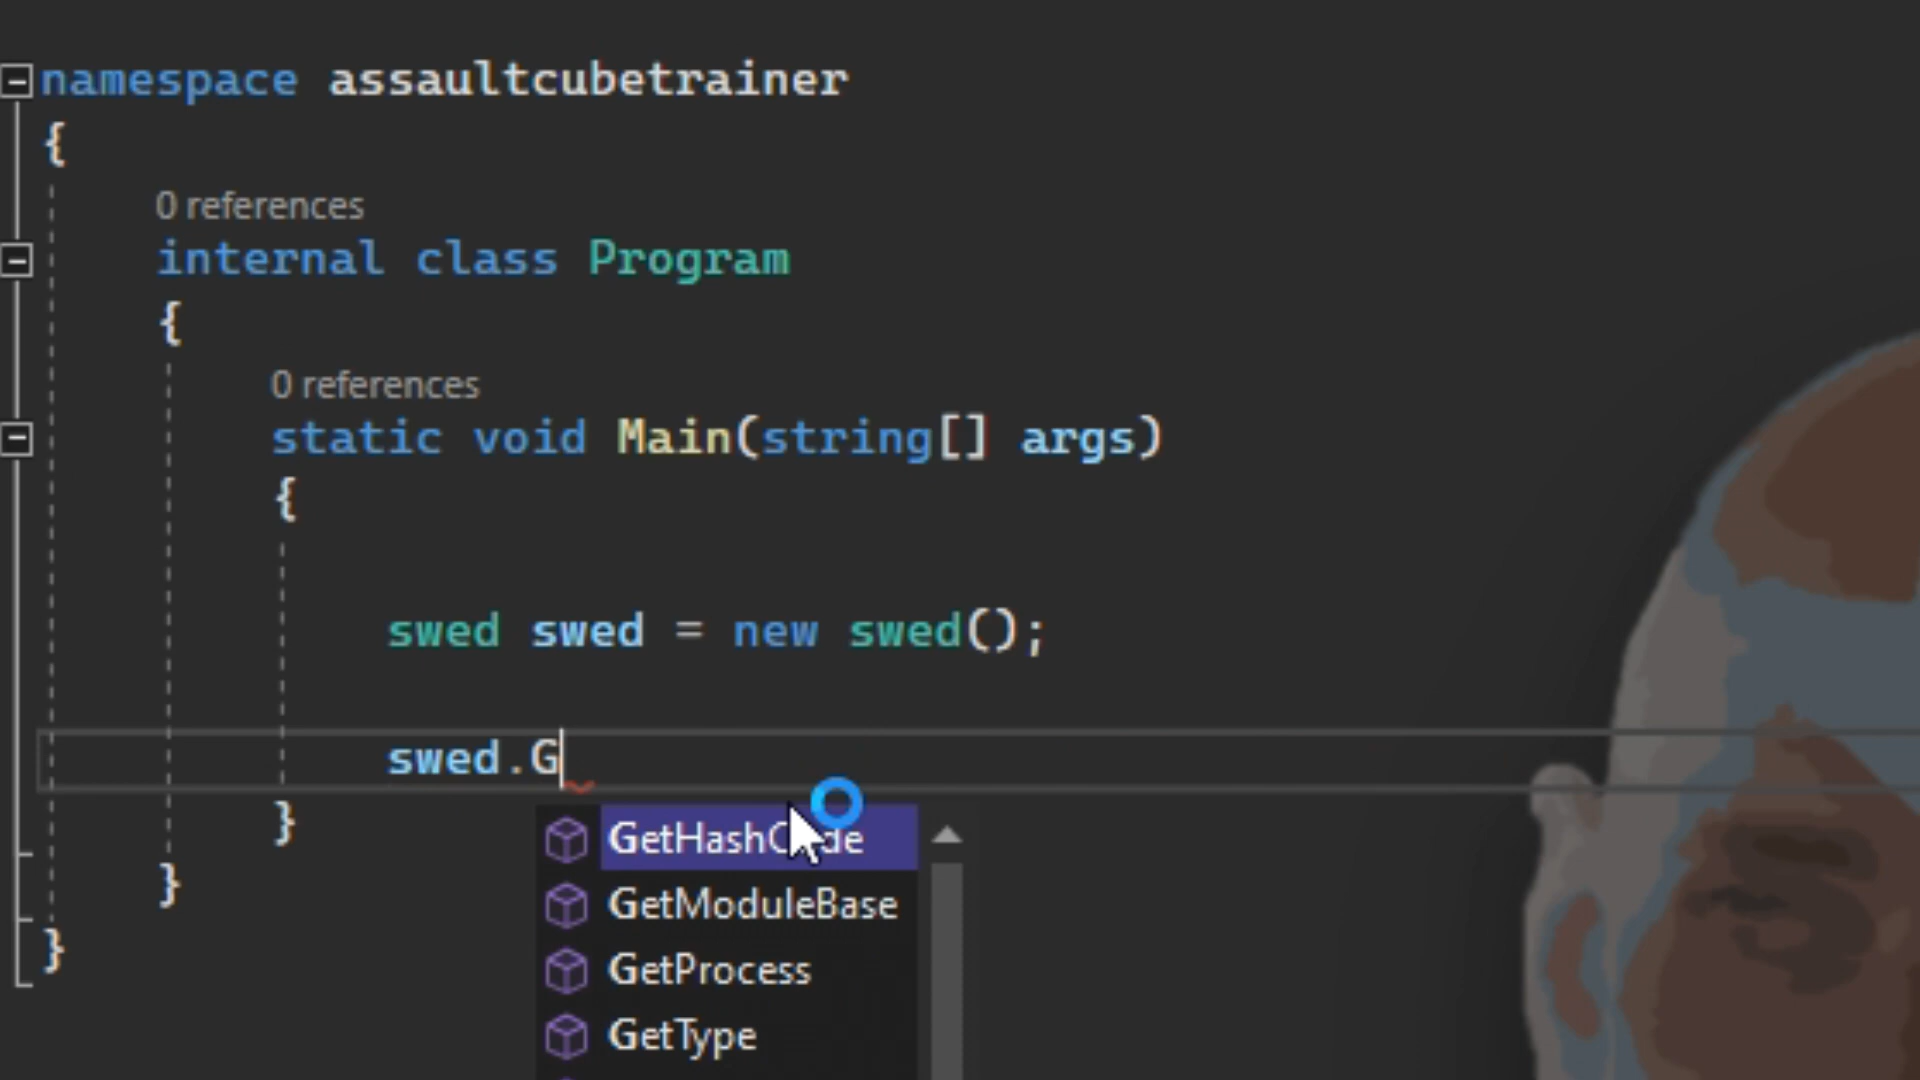 namespace assaultcubetrainer
{
0 references
internal class Program
{
0 references
static void Main(string[] args)
{
swed swed = new swed();
swed.G
}
GetHashCode
GetModuleBase
}
GetProcess
}
GetType